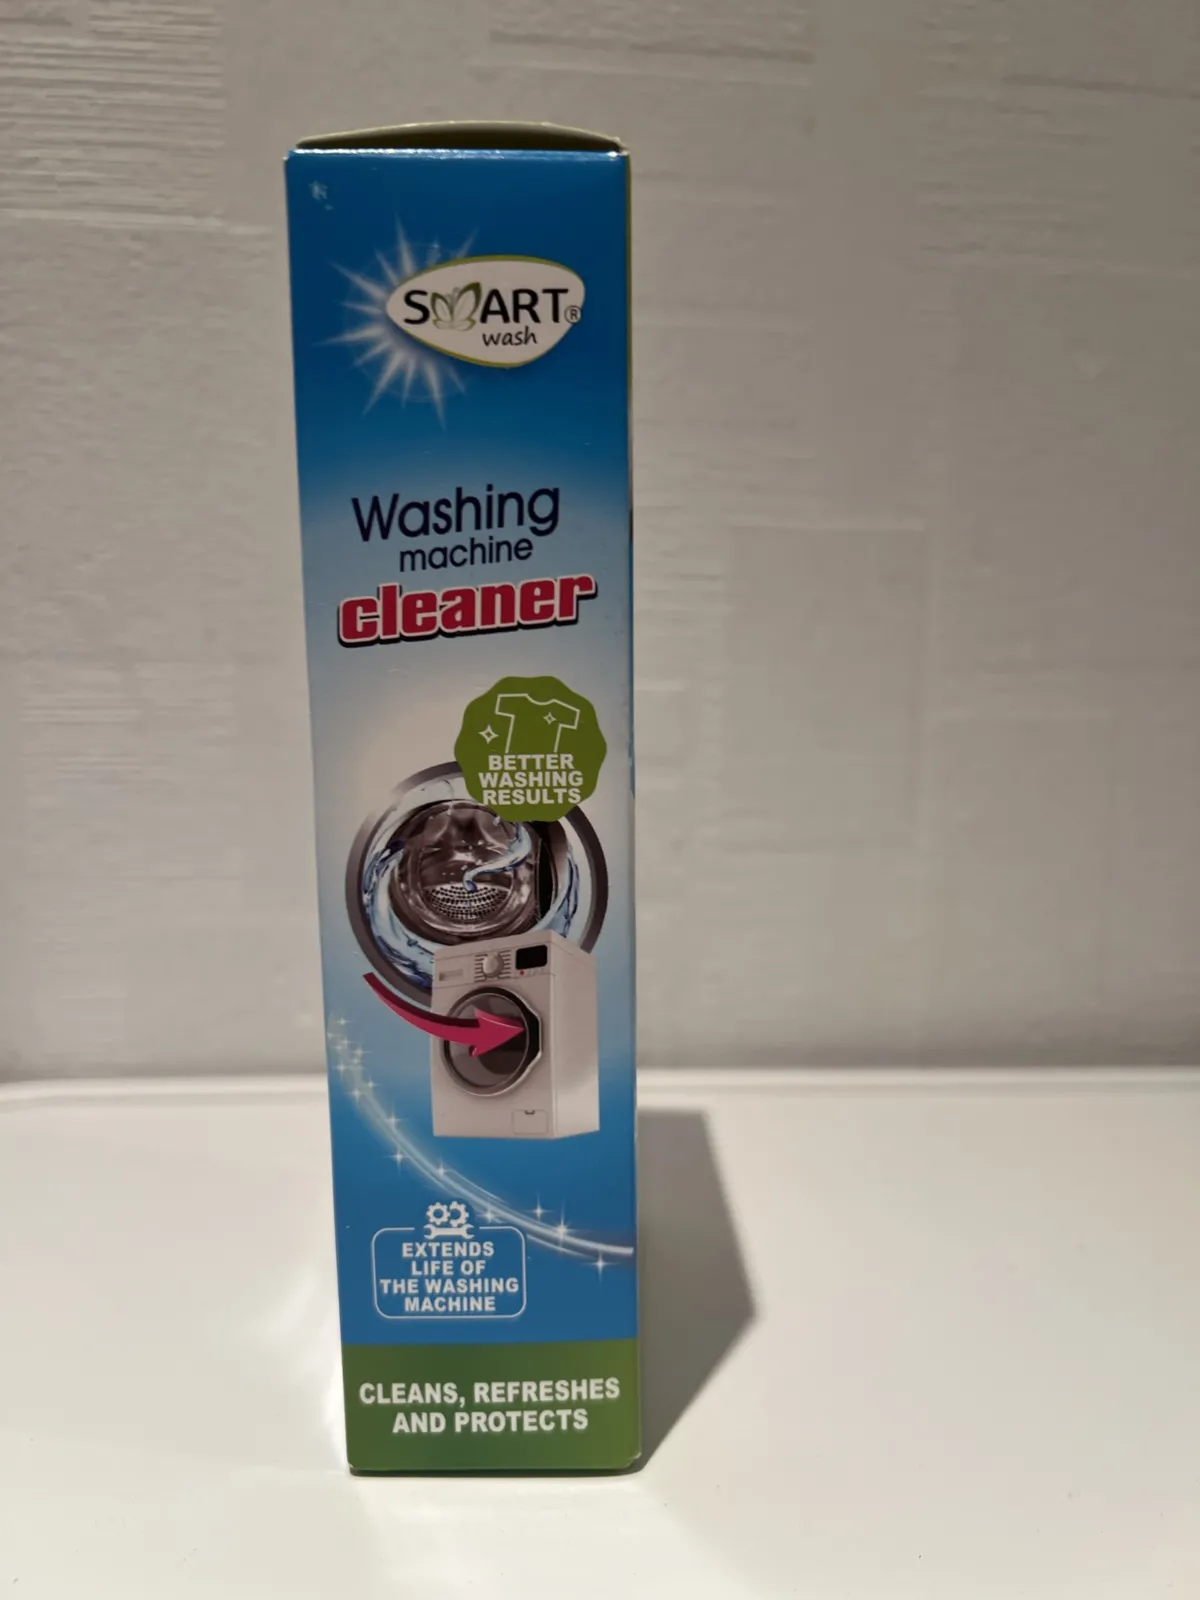 SMART®
wash
Washing
machine
cleaner
BETTER
WASHING
RESULTS
EXTENDS
LIFE OF
THE WASHING
MACHINE
CLEANS, REFRESHES
AND PROTECTS